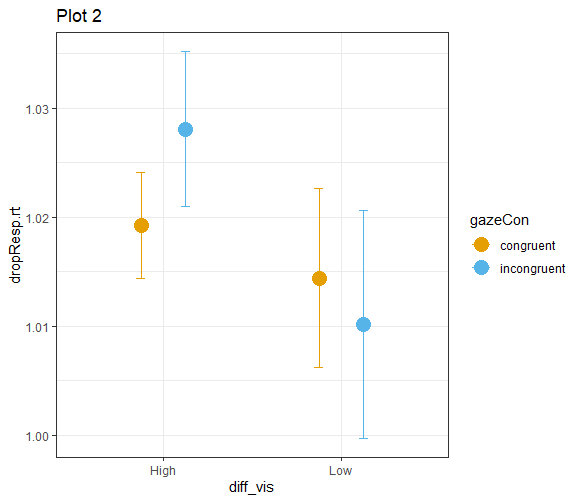 Plot 2
dropResp.rt
1.03
1.02
1.01
1.00
High
Low
diff_vis
gazeCon
congruent
incongruent